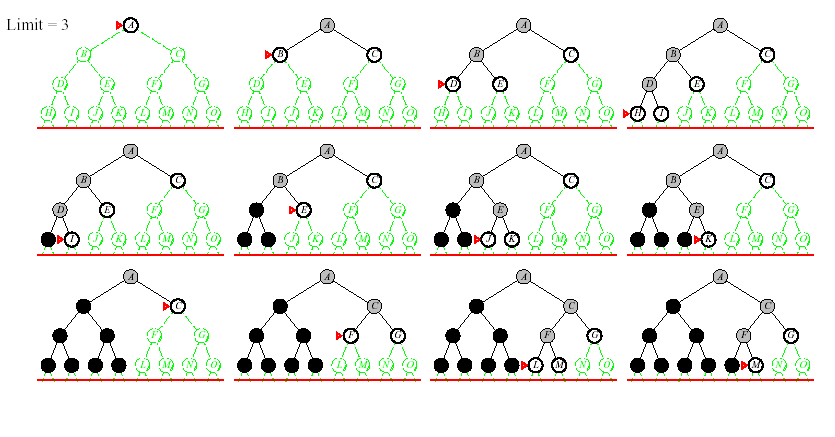 Limit = 3
A A A A
B C B C B C B C
D E F G D E F G D E F G D E F G
H I J K L M N O H I J K L M N O H I J K L M N O H I J K L M N O
A A A A
B C B C B C B C
D E F G E F G E F G E F G
I J K L M N O J K L M N O J K L M N O K L M N O
A A A A
C C C C
F G F G F G F G
L M N O L M N O L M N O M N O